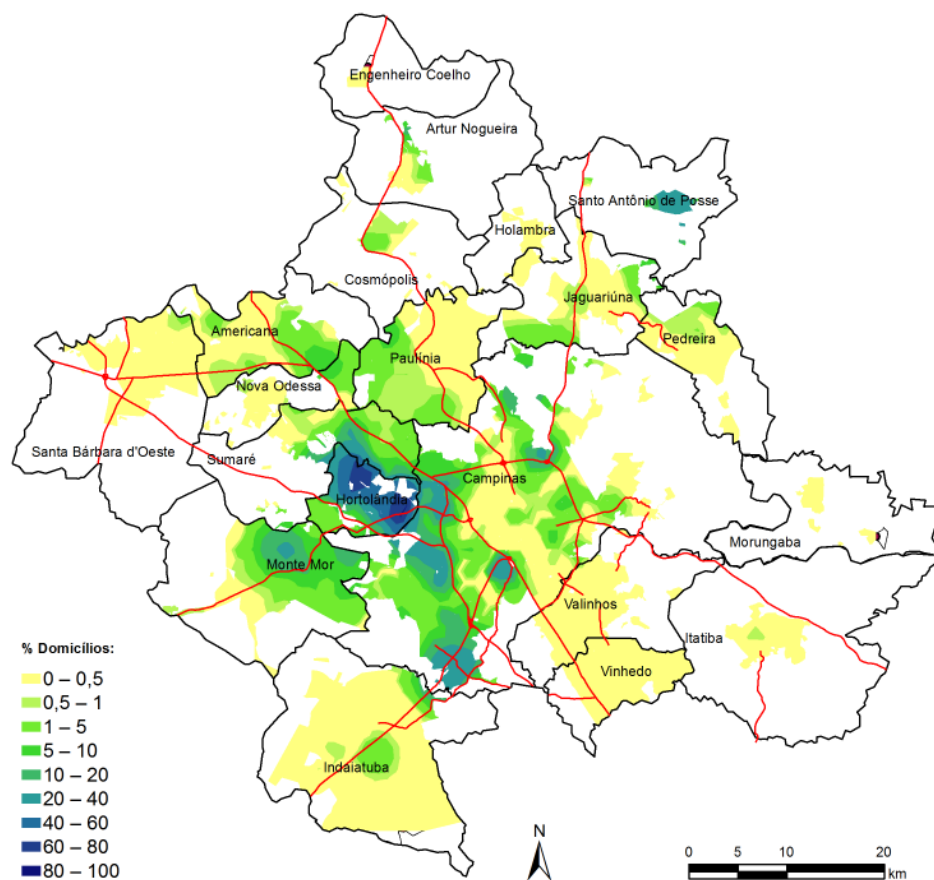 Engenheiro Coelho
Artur Nogueira
Santo Antônio de Posse
Holambra
Cosmópolis
Jaguariúna
Americana
Paulínia
Pedreira
Nova Odessa
Santa Bárbara d'Oeste
Sumaré
Campinas
Hortolândia
Morungaba
Monte Mor
Valinhos
Itatiba
Vinhedo
Indaiatuba
% Domicílios:
0 – 0,5
0,5 – 1
1 – 5
5 – 10
10 – 20
20 – 40
40 – 60
60 – 80
80 – 100
N
0 5 10 20
km